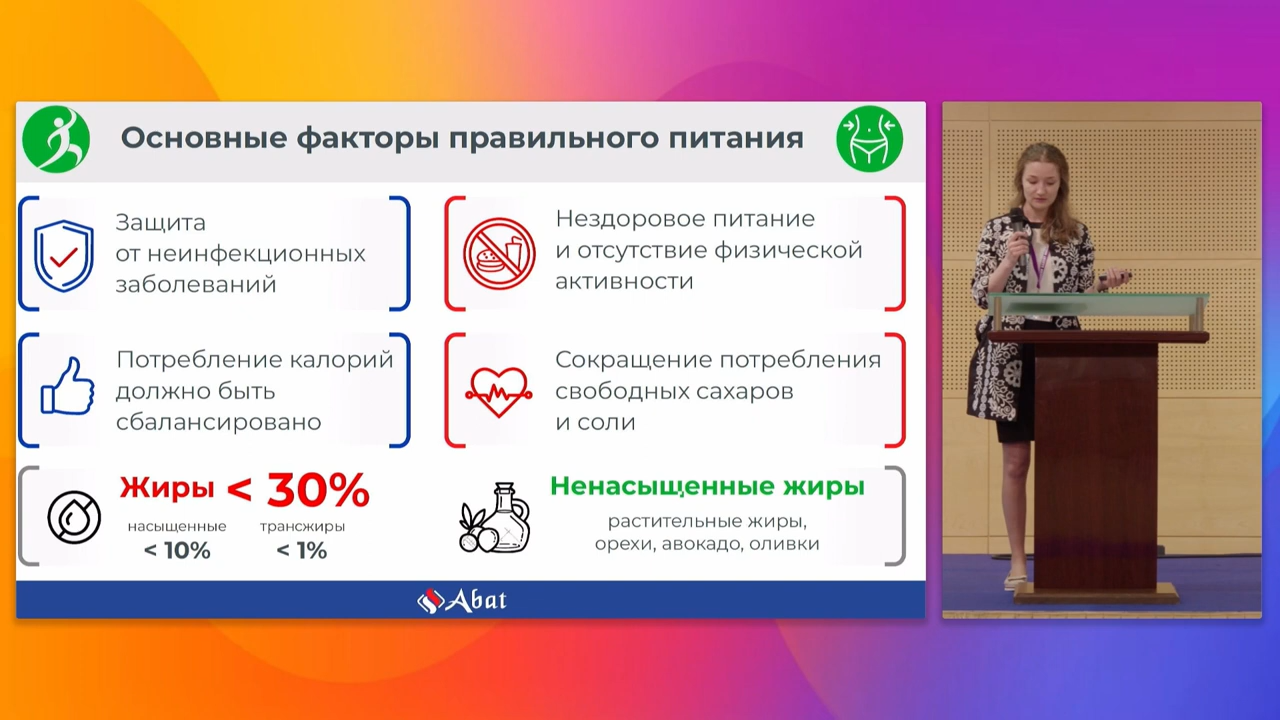 Основные факторы правильного питания
Защита
от неинфекционных
заболеваний
Нездоровое питание
и отсутствие физической
активности
Потребление калорий
должно быть
сбалансировано
Сокращение потребления
свободных сахаров
и соли
Жиры < 30%
насыщенные
< 10%
трансжиры
< 1%
Ненасыщенные жиры
растительные жиры,
орехи, авокадо, оливки
Abat